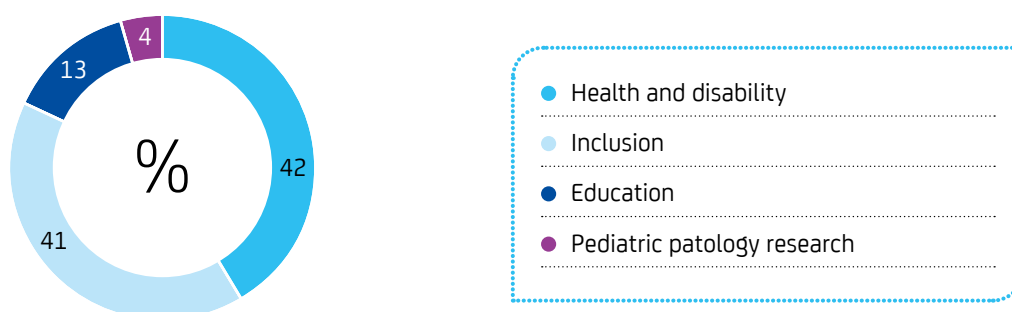 4
13
%
42
41
Health and disability
Inclusion
Education
Pediatric patology research